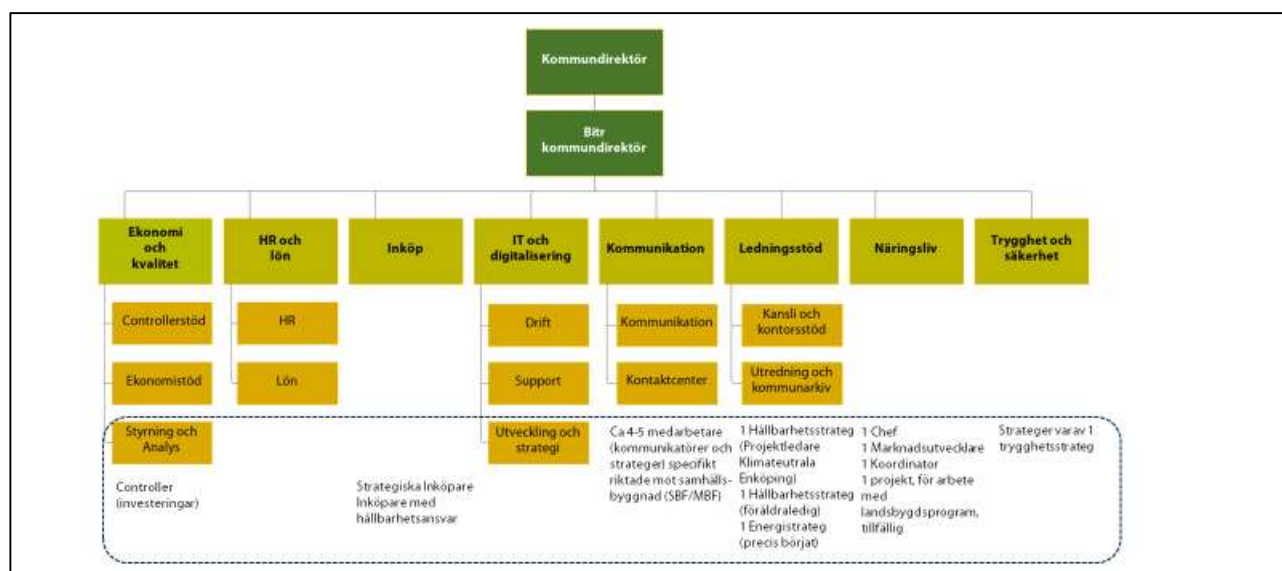 Kommundirektör
Bitr
kommundirektör
Ekonomi
och
kvalitet
HR och
lön
Inköp
IT och
digitalisering
Kommunikation
Ledningsstöd
Näringsliv
Trygghet och
säkerhet
Controllerstöd
HR
Drift
Kommunikation
Kansli och
kontorsstöd
Ekonomistöd
Lön
Support
Kontaktcenter
Utredning och
kommunarkiv
Styrning och
Analys
Utveckling och
strategi
Controller
(investeringar)
Strategiska Inköpare
Inköpare med
hållbarhetsansvar
Ca 4-5 medarbetare
(kommunikatörer och
strateger) specifikt
riktade mot samhälls-
byggnad (SBF/MBF)
1 Hållbarhetsstrateg
(Projektledare
Klimateutrala
Enköping)
1 Hållbarhetsstrateg
(föräldraledig)
1 Energistrateg
(precis börjat)
1 Chef
1 Marknadsutvecklare
1 Koordinator
1 projekt, för arbete
med
landsbygdsprogram,
tillfällig
Strateger varav 1
trygghetsstrateg